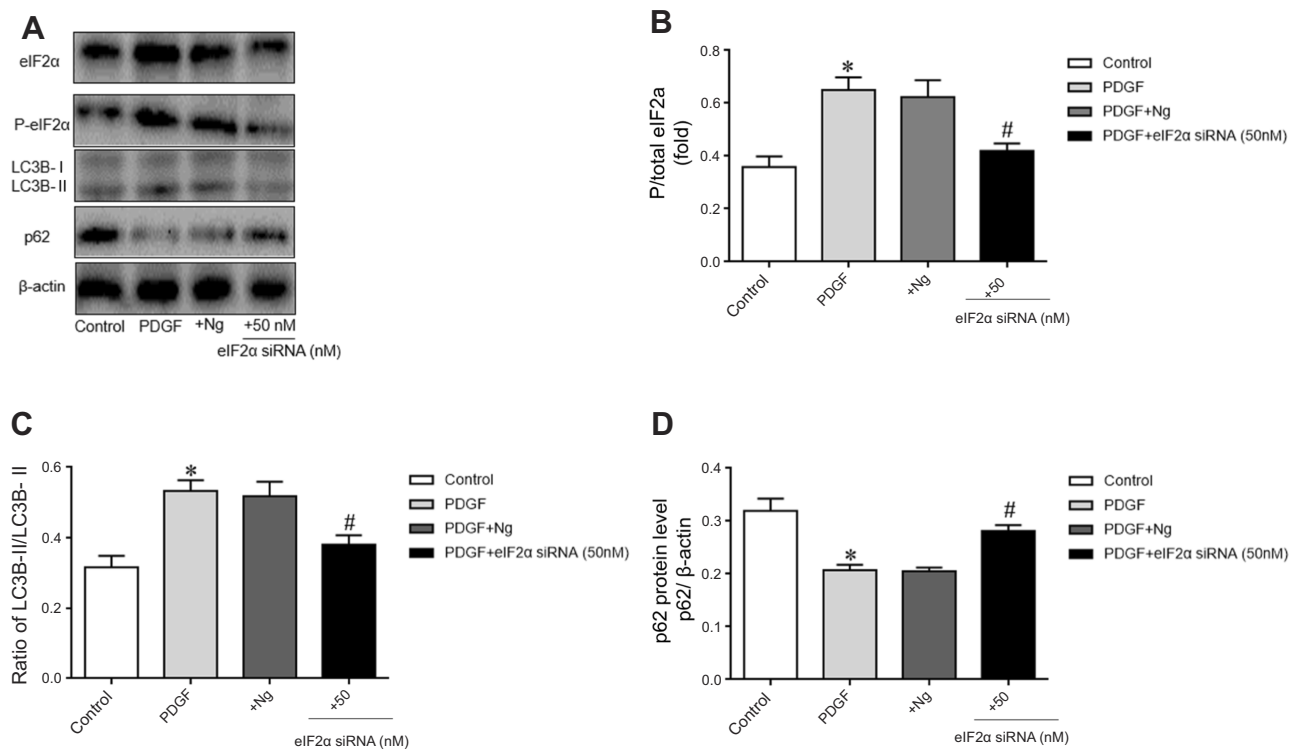 A
eIF2α
P-eIF2α
LC3B- I
LC3B- II
p62
β-actin
Control PDGF +Ng +50 nM
eIF2α siRNA (nM)
B
P/total eIF2a
(fold)
0.8
0.6
0.4
0.2
0.0
*
#
Control
PDGF
+Ng
+50
eIF2α siRNA (nM)
Control
PDGF
PDGF+Ng
PDGF+eIF2α siRNA (50nM)
C
Ratio of LC3B-II/LC3B- II
0.6
0.4
0.2
0.0
*
#
Control
PDGF
+Ng
+50
eIF2α siRNA (nM)
Control
PDGF
PDGF+Ng
PDGF+eIF2α siRNA (50nM)
D
p62 protein level
p62/ β-actin
0.4
0.3
0.2
0.1
0.0
*
#
Control
PDGF
+Ng
+50
eIF2α siRNA (nM)
Control
PDGF
PDGF+Ng
PDGF+eIF2α siRNA (50nM)